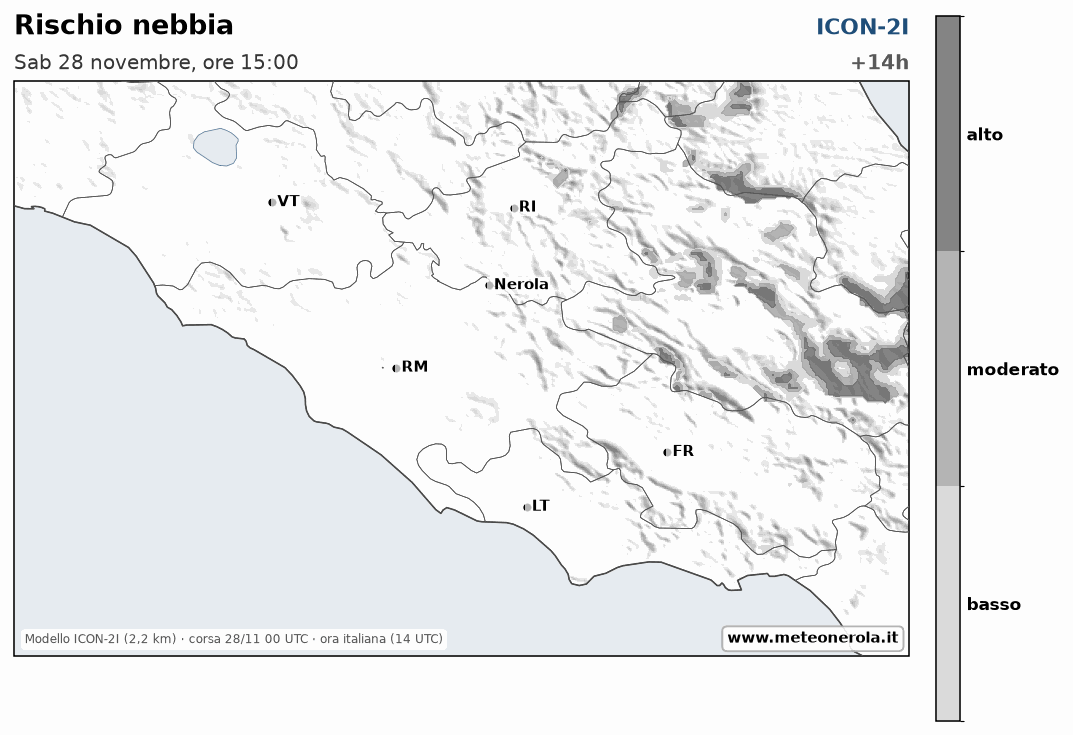 Rischio nebbia
ICON-2I
Sab 28 novembre, ore 15:00
+14h
alto
VT
RI
Nerola
RM
moderato
FR
LT
basso
Modello ICON-2I (2,2 km) · corsa 28/11 00 UTC · ora italiana (14 UTC)
www.meteonerola.it